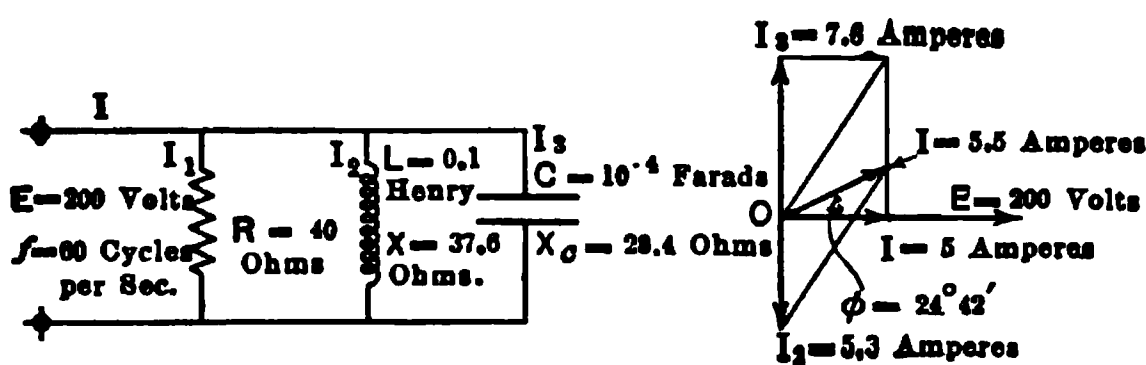 I
I₁
I₂
I₃
E=200 Volts
f=60 Cycles
per Sec.
R = 40
Ohms
L= 0.1
Henry
X= 37.6
Ohms.
C = 10⁻⁴ Farads
X_C = 28.4 Ohms
I₃= 7.6 Amperes
I= 5.5 Amperes
O
E= 200 Volts
I= 5 Amperes
ϕ = 24°42′
I₂= 5.3 Amperes